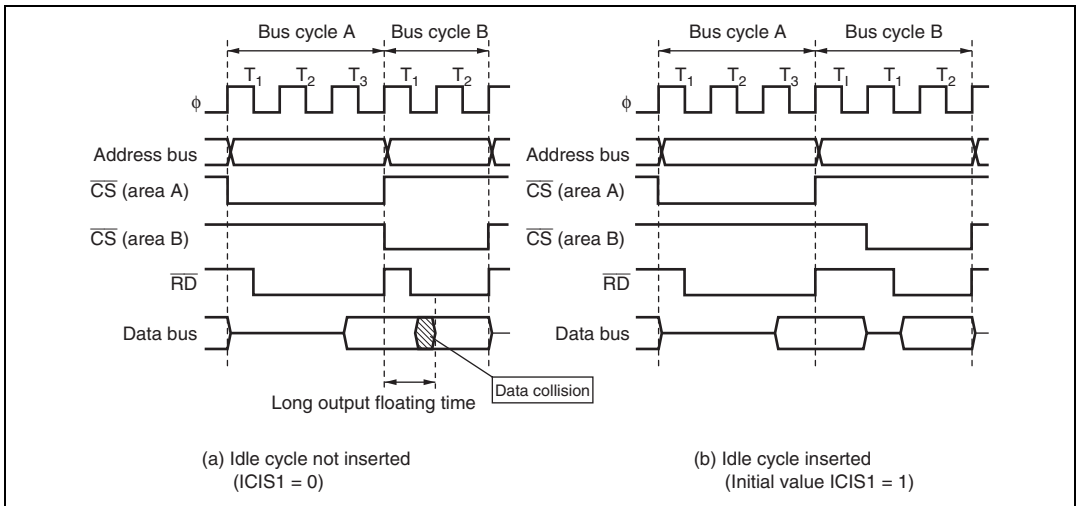 Bus cycle A Bus cycle B Bus cycle A Bus cycle B
T1 T2 T3 T1 T2 T1 T2 T3 TI T1 T2
ϕ ϕ
Address bus Address bus
CS (area A) CS (area A)
CS (area B) CS (area B)
RD RD
Data bus Data bus
Data collision
Long output floating time
(a) Idle cycle not inserted (b) Idle cycle inserted
(ICIS1 = 0) (Initial value ICIS1 = 1)